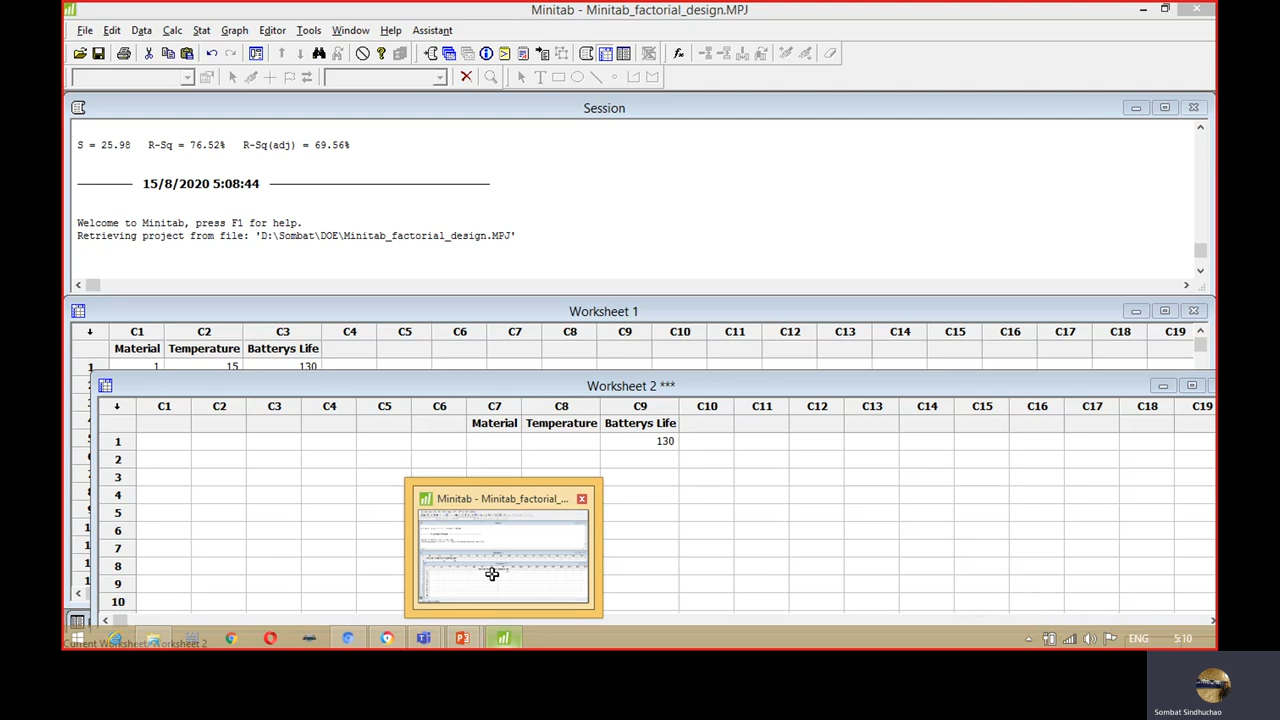 Minitab - Minitab_factorial_design.MPJ
File Edit Data Calc Stat Graph Editor Tools Window Help Assistant
Session
S = 25.98 R-Sq = 76.52% R-Sq(adj) = 69.56%
15/8/2020 5:08:44
Welcome to Minitab, press F1 for help.
Retrieving project from file: 'D:\Sombat\DOE\Minitab_factorial_design.MPJ'
Worksheet 1
C1 C2 C3 C4 C5 C6 C7 C8 C9 C10 C11 C12 C13 C14 C15 C16 C17 C18 C19
Material Temperature Batterys Life
1 1 15 130
Worksheet 2 ***
C1 C2 C3 C4 C5 C6 C7 C8 C9 C10 C11 C12 C13 C14 C15 C16 C17 C18 C19
Material Temperature Batterys Life
1 130
2
3
4
5
6
7
8
9
10
Minitab - Minitab_factorial_...
Current Worksheet: Worksheet 2
ENG 5:10
Sombat Sindhuchao